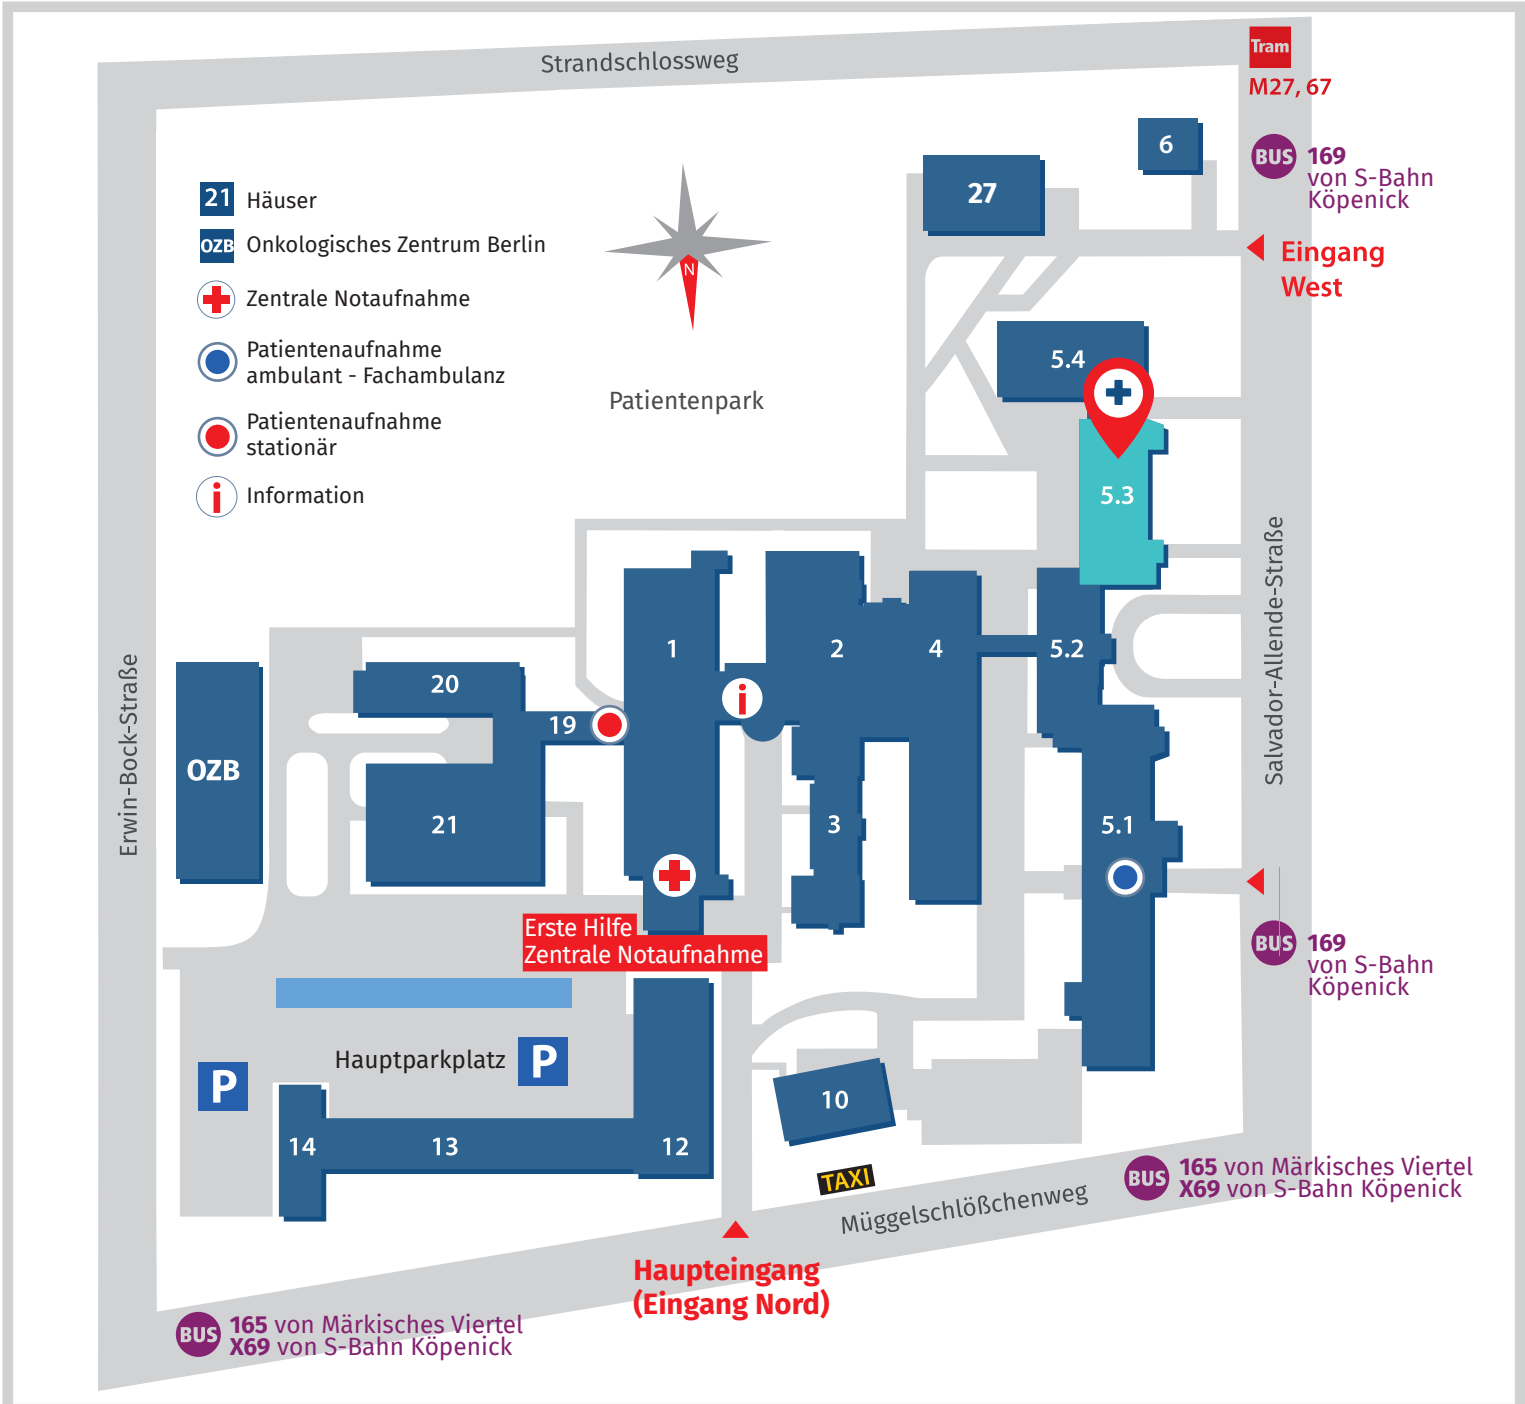 Strandschlossweg
Tram
M27, 67
6
BUS 169
von S-Bahn
Köpenick
27
21 Häuser
OZB Onkologisches Zentrum Berlin
N
Eingang
West
Zentrale Notaufnahme
Patientenaufnahme
ambulant - Fachambulanz
5.4
Patientenpark
Patientenaufnahme
stationär
i Information
5.3
Salvador-Allende-Straße
Erwin-Bock-Straße
1
2
4
5.2
20
i
19
OZB
21
3
5.1
Erste Hilfe
Zentrale Notaufnahme
BUS 169
von S-Bahn
Köpenick
Hauptparkplatz P
P
10
14
13
12
TAXI
Müggelschlößchenweg
BUS 165 von Märkisches Viertel
X69 von S-Bahn Köpenick
Haupteingang
(Eingang Nord)
BUS 165 von Märkisches Viertel
X69 von S-Bahn Köpenick